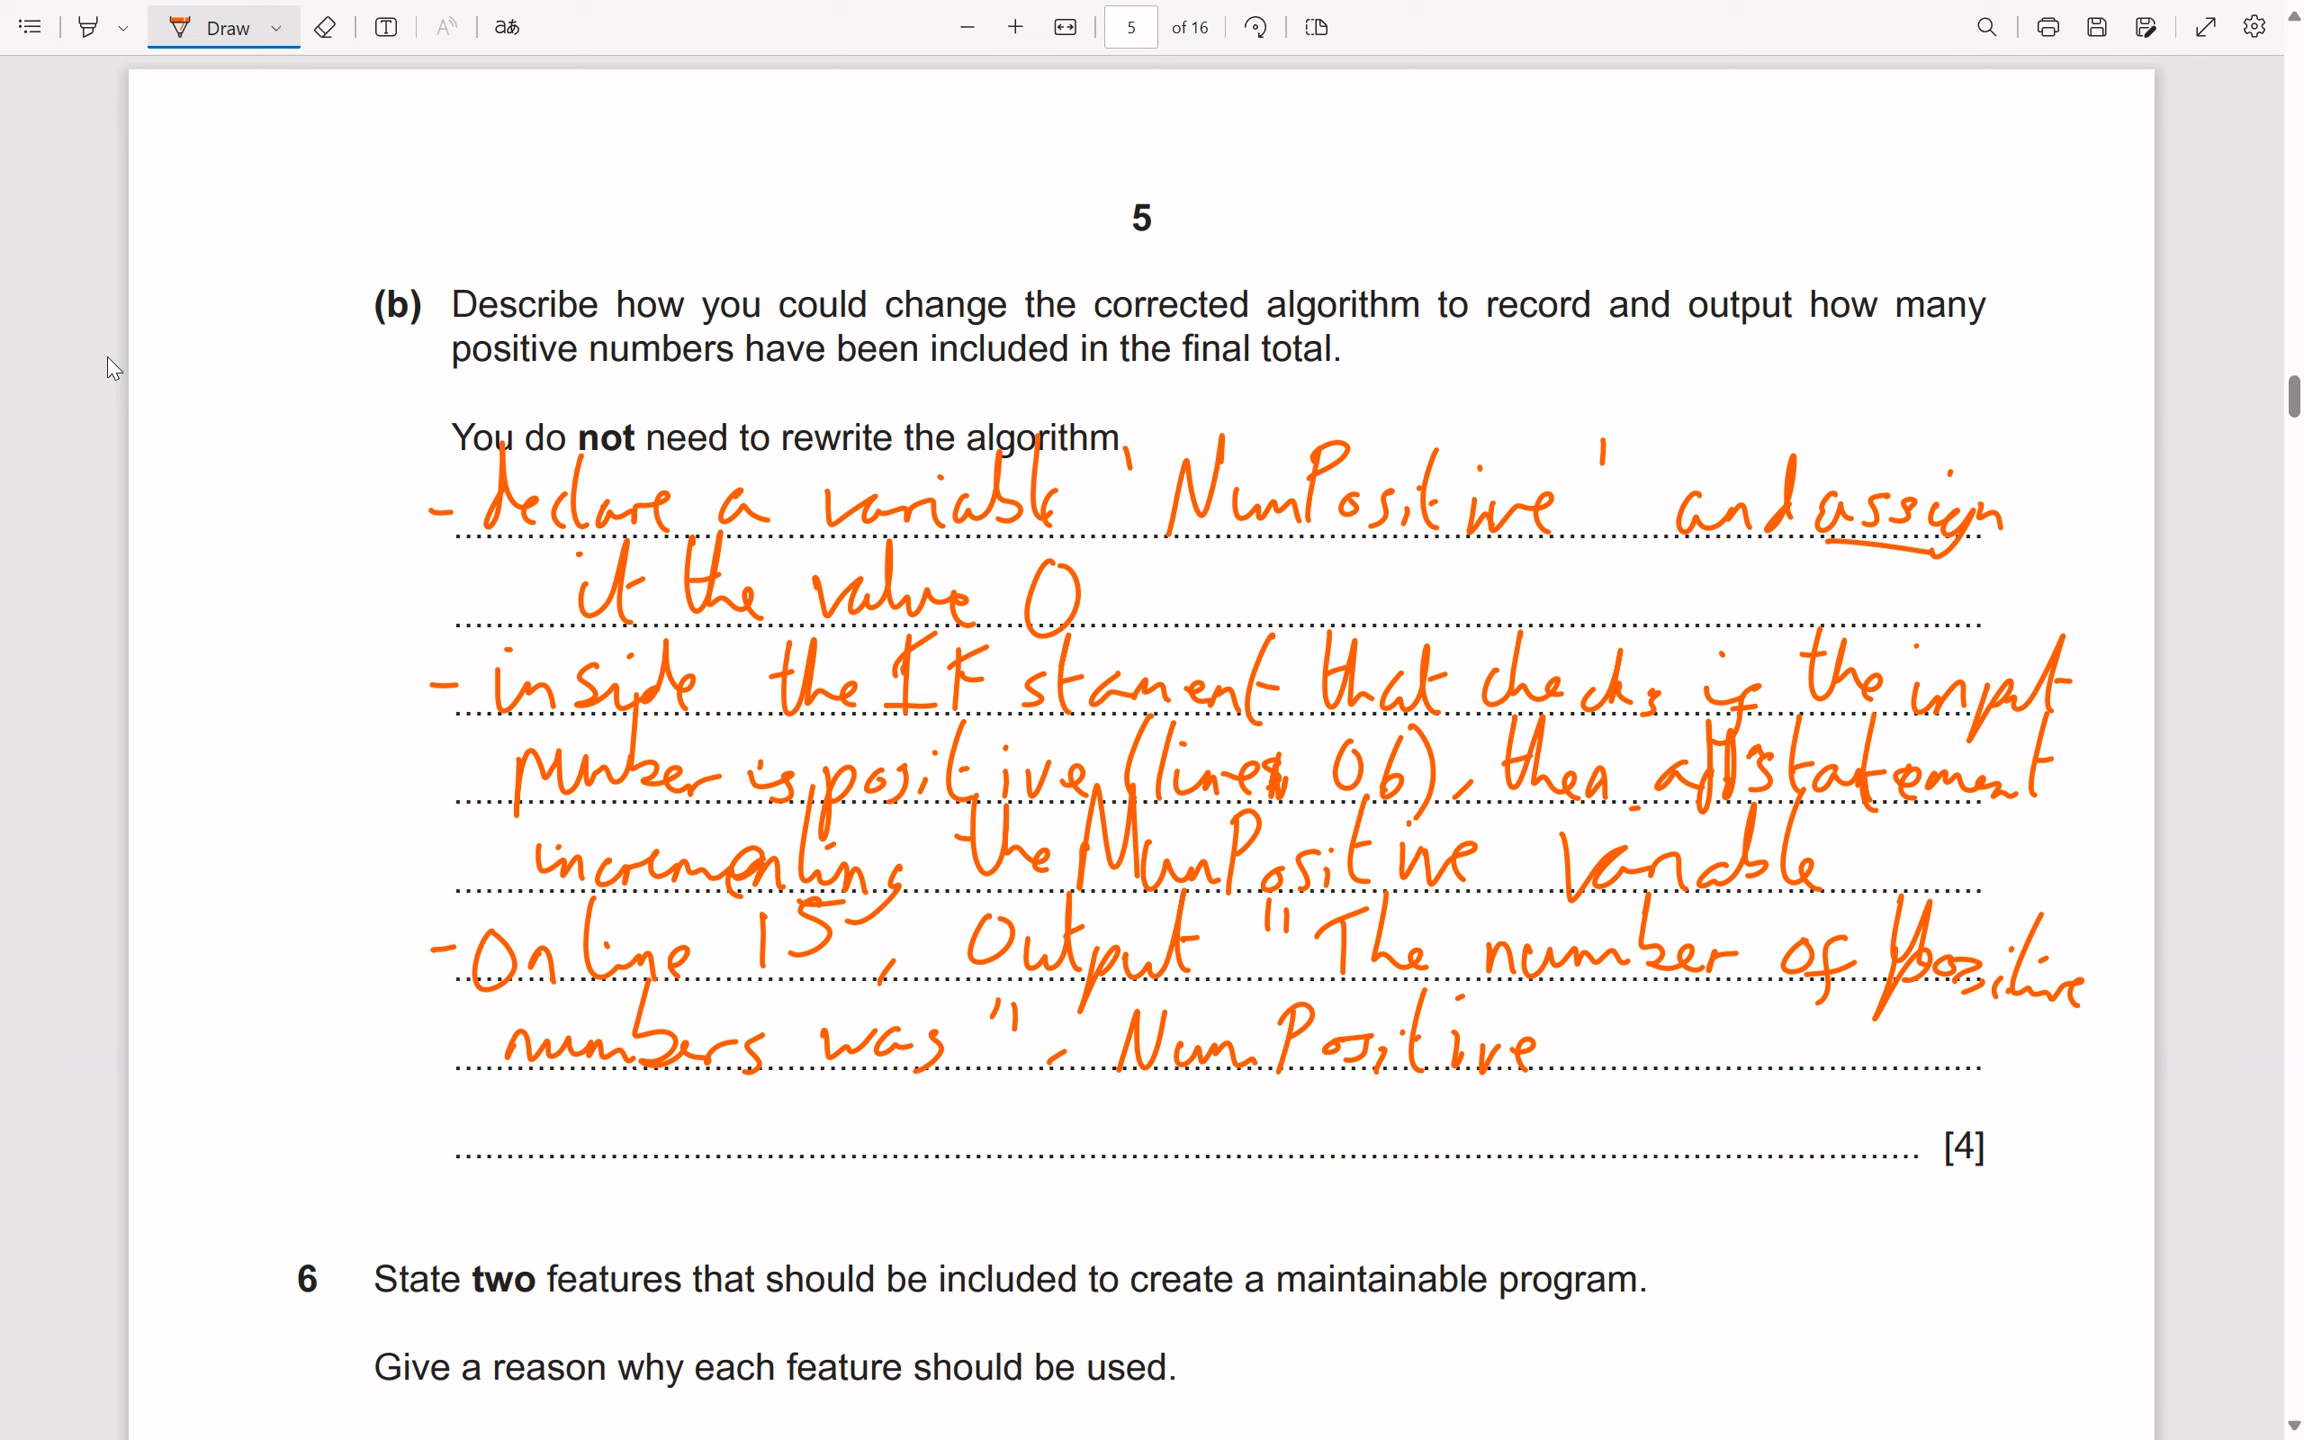 Draw
aあ
5
of 16
5
(b) Describe how you could change the corrected algorithm to record and output how many
positive numbers have been included in the final total.
You do not need to rewrite the algorithm.
- declare a variable 'NumPositive' and assign
it the value 0
- inside the IF stament that checks if the input
number is positive (line 06), then a statement
incrementing the NumPositive variable
- On line 15, Output "The number of positive
numbers was", NumPositive
[4]
6 State two features that should be included to create a maintainable program.
Give a reason why each feature should be used.